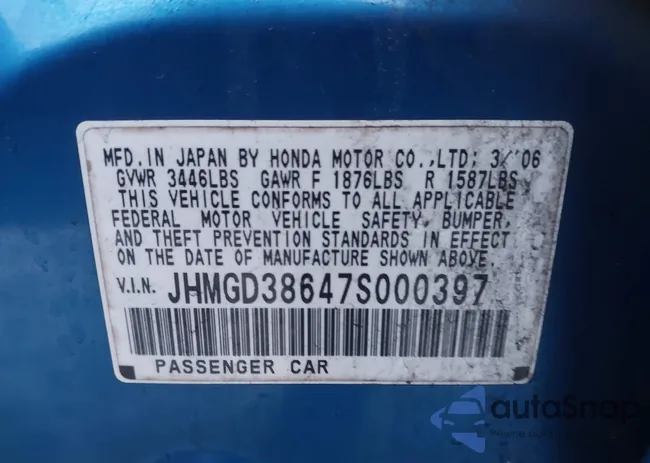 MFD. IN JAPAN BY HONDA MOTOR CO.,LTD; 3/'06
GVWR 3446LBS GAWR F 1876LBS R 1587LBS
THIS VEHICLE CONFORMS TO ALL APPLICABLE
FEDERAL MOTOR VEHICLE SAFETY, BUMPER,
AND THEFT PREVENTION STANDARDS IN EFFECT
ON THE DATE OF MANUFACTURE SHOWN ABOVE.
V.I.N. JHMGD38647S000397
PASSENGER CAR
autoSnap